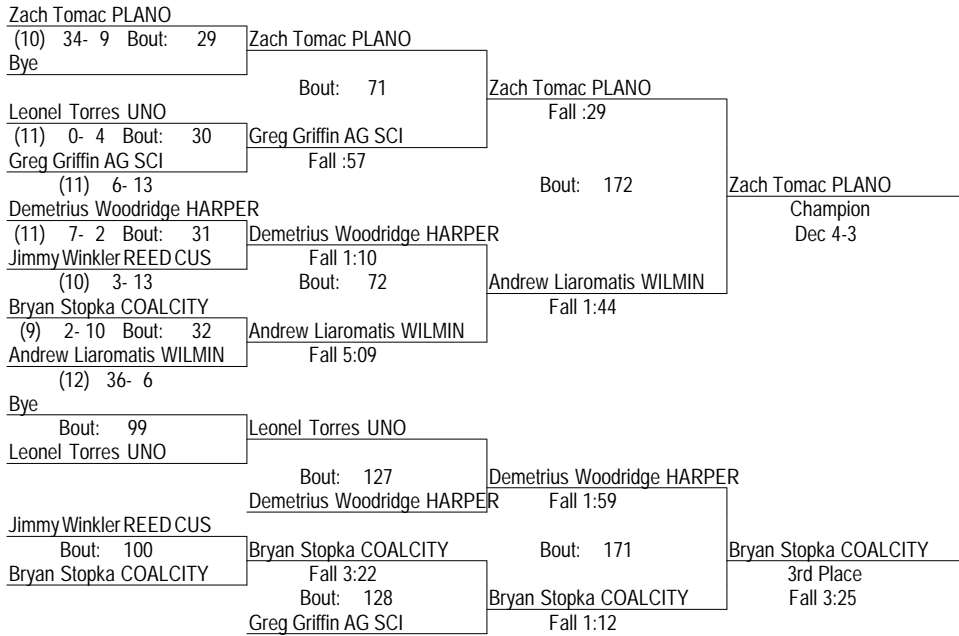 Zach Tomac PLANO
(10) 34- 9 Bout: 29 Zach Tomac PLANO
Bye
Bout: 71 Zach Tomac PLANO
Leonel Torres UNO Fall :29
(11) 0- 4 Bout: 30 Greg Griffin AG SCI
Greg Griffin AG SCI Fall :57
(11) 6- 13 Bout: 172 Zach Tomac PLANO
Demetrius Woodridge HARPER Champion
(11) 7- 2 Bout: 31 Demetrius Woodridge HARPER Dec 4-3
Jimmy Winkler REED CUS Fall 1:10
(10) 3- 13 Bout: 72 Andrew Liaromatis WILMIN
Bryan Stopka COALCITY Fall 1:44
(9) 2- 10 Bout: 32 Andrew Liaromatis WILMIN
Andrew Liaromatis WILMIN Fall 5:09
(12) 36- 6
Bye
Bout: 99 Leonel Torres UNO
Leonel Torres UNO
Bout: 127 Demetrius Woodridge HARPER
Demetrius Woodridge HARPER Fall 1:59
Jimmy Winkler REED CUS
Bout: 100 Bryan Stopka COALCITY Bout: 171 Bryan Stopka COALCITY
Bryan Stopka COALCITY Fall 3:22 3rd Place
Bout: 128 Bryan Stopka COALCITY Fall 3:25
Greg Griffin AG SCI Fall 1:12